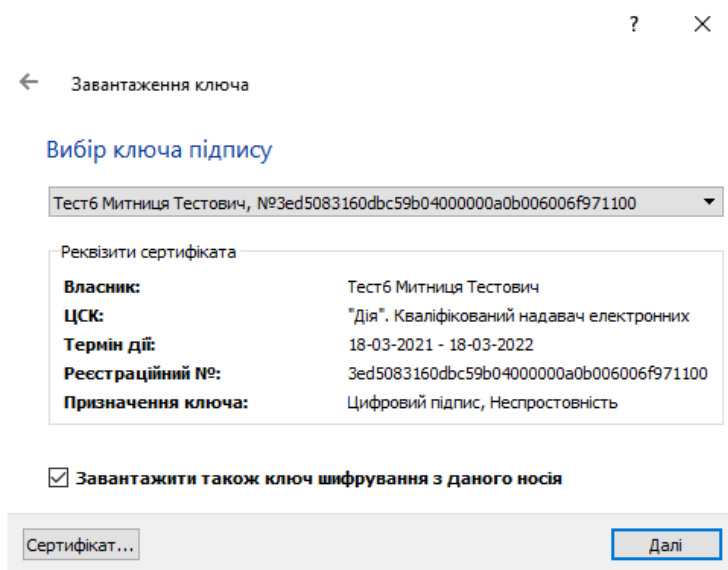 Завантаження ключа
Вибір ключа підпису
Тест6 Митниця Тестович, №3ed5083160dbc59b04000000a0b006006f971100
Реквізити сертифіката
Власник: Тест6 Митниця Тестович
ЦСК: "Дія". Кваліфікований надавач електронних
Термін дії: 18-03-2021 - 18-03-2022
Реєстраційний №: 3ed5083160dbc59b04000000a0b006006f971100
Призначення ключа: Цифровий підпис, Неспростовність
Завантажити також ключ шифрування з даного носія
Сертифікат... Далі